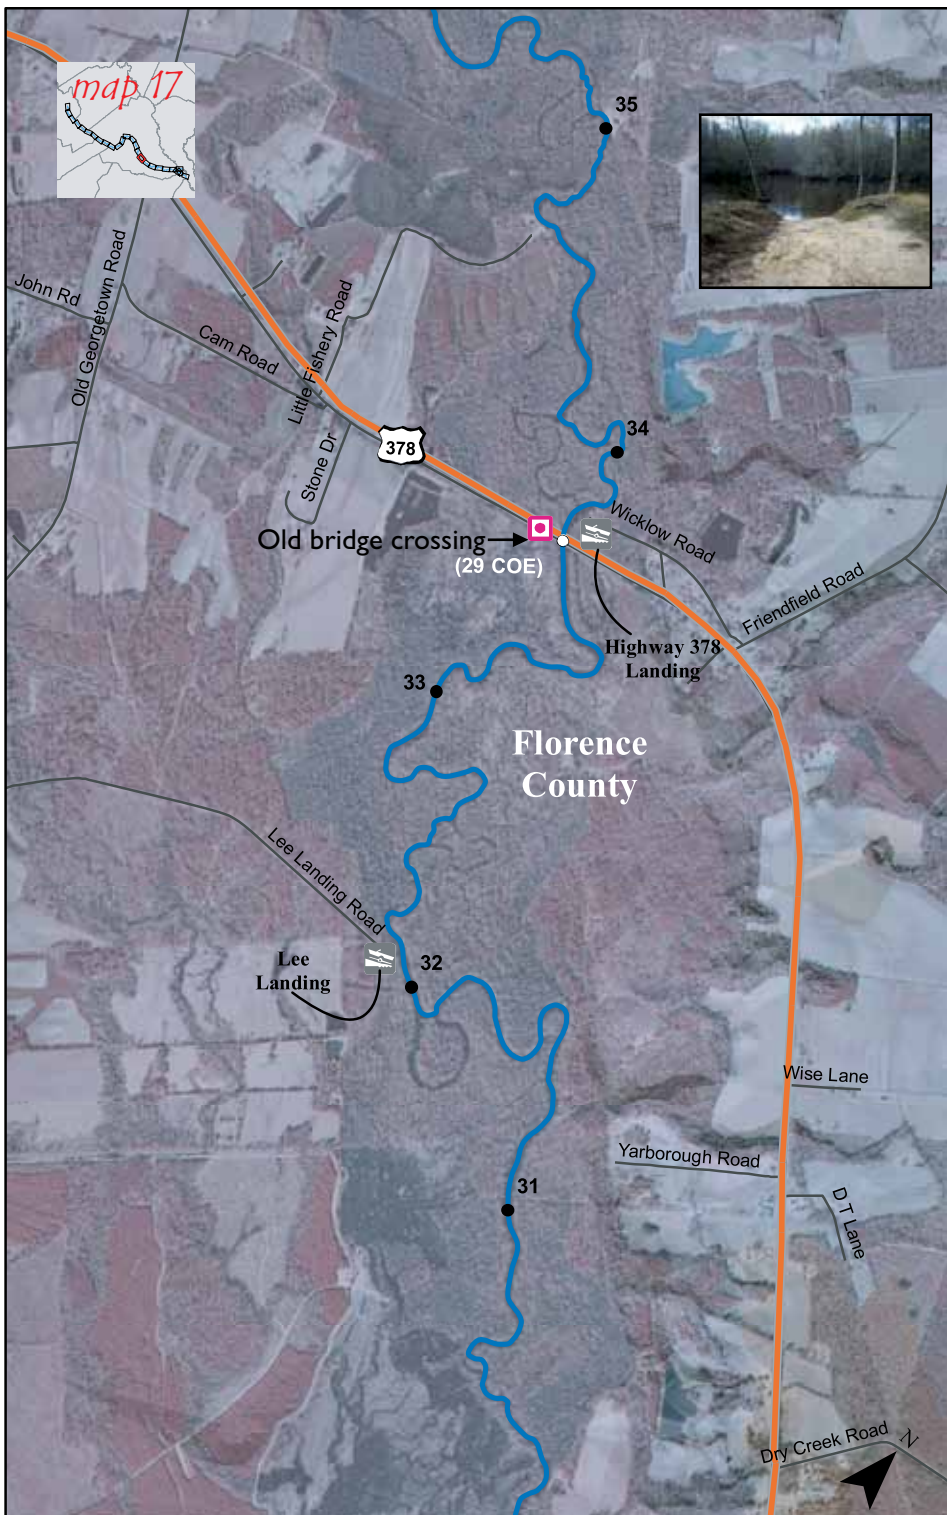 map 17
35
John Rd
Old Georgetown Road
Cam Road
Little Fishery Road
Stone Dr
378
34
Wicklow Road
Old bridge crossing
(29 COE)
Friendfield Road
Highway 378
Landing
33
Florence
County
Lee Landing Road
Lee
Landing
32
Wise Lane
Yarborough Road
31
D T Lane
Dry Creek Road
N